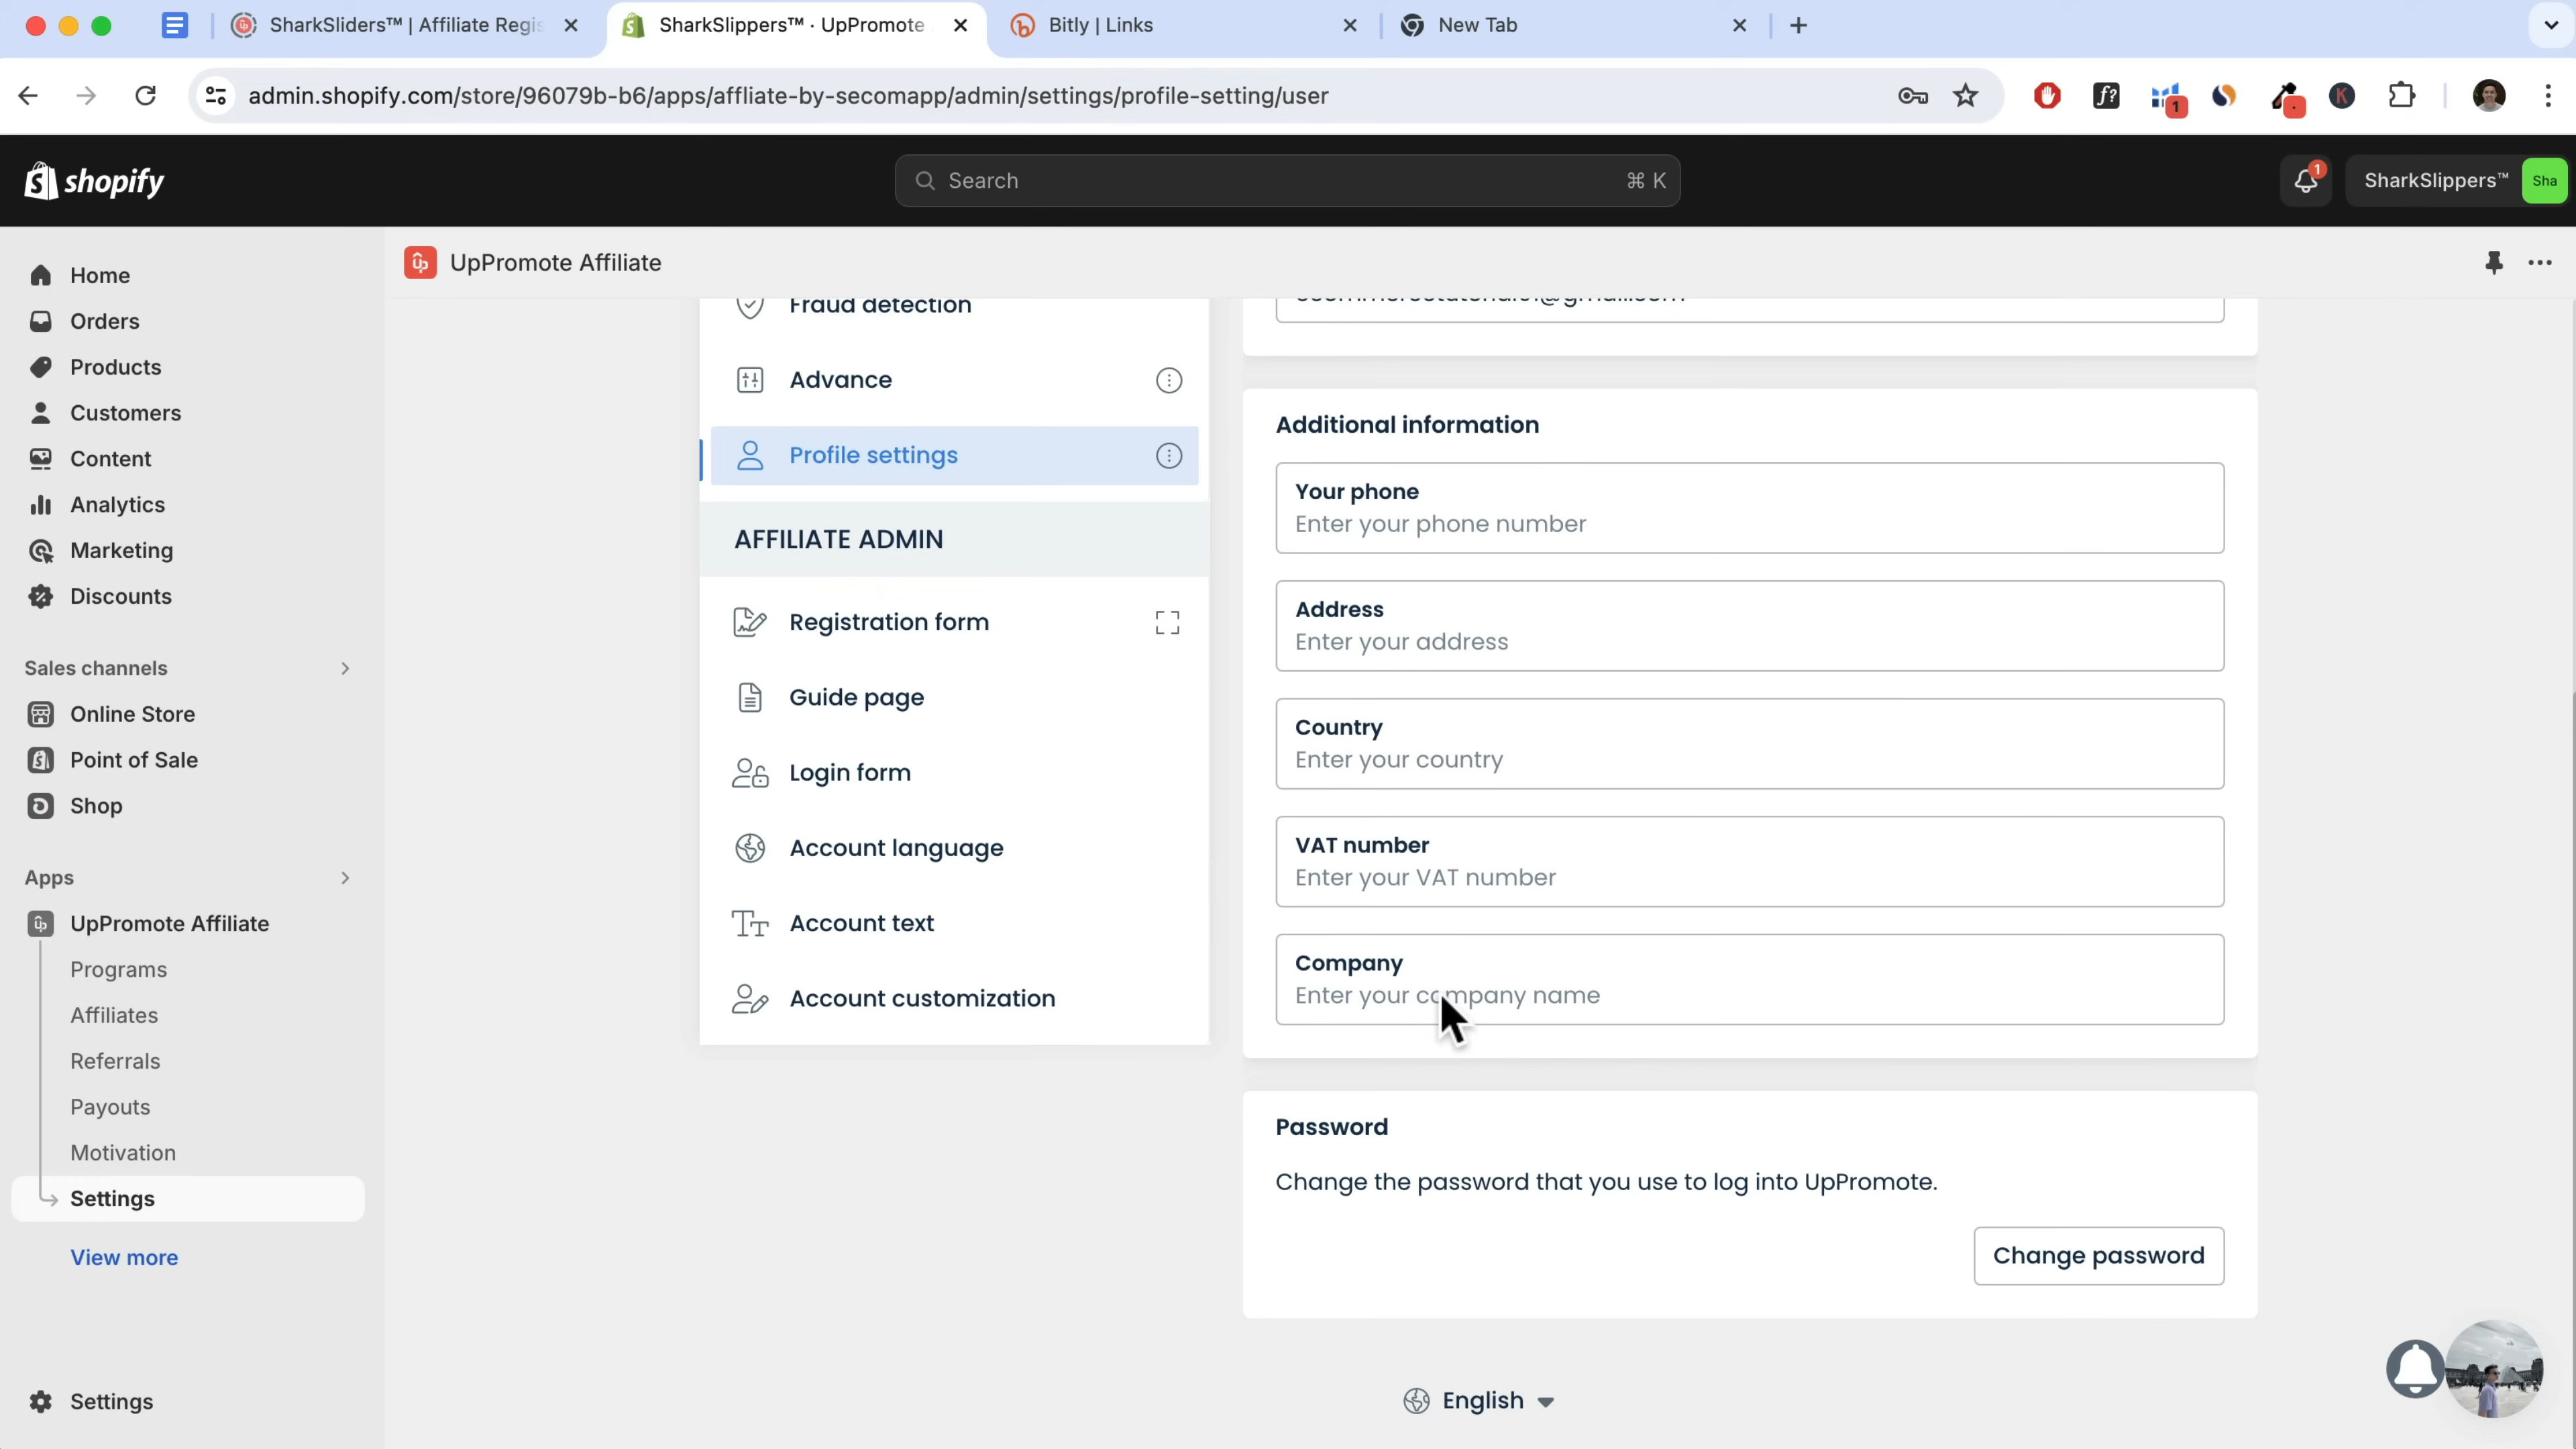 SharkSliders™ | Affiliate Regis
SharkSlippers™ · UpPromote
Bitly | Links
New Tab
admin.shopify.com/store/96079b-b6/apps/affliate-by-secomapp/admin/settings/profile-setting/user
f?
1
K
shopify
Search
⌘ K
1
SharkSlippers™
Sha
Home
Orders
Products
Customers
Content
Analytics
Marketing
Discounts
Sales channels
Online Store
Point of Sale
Shop
Apps
UpPromote Affiliate
Programs
Affiliates
Referrals
Payouts
Motivation
Settings
View more
Settings
UpPromote Affiliate
Fraud detection
Advance
Profile settings
AFFILIATE ADMIN
Registration form
Guide page
Login form
Account language
Account text
Account customization
Additional information
Your phone
Enter your phone number
Address
Enter your address
Country
Enter your country
VAT number
Enter your VAT number
Company
Enter your company name
Password
Change the password that you use to log into UpPromote.
Change password
English